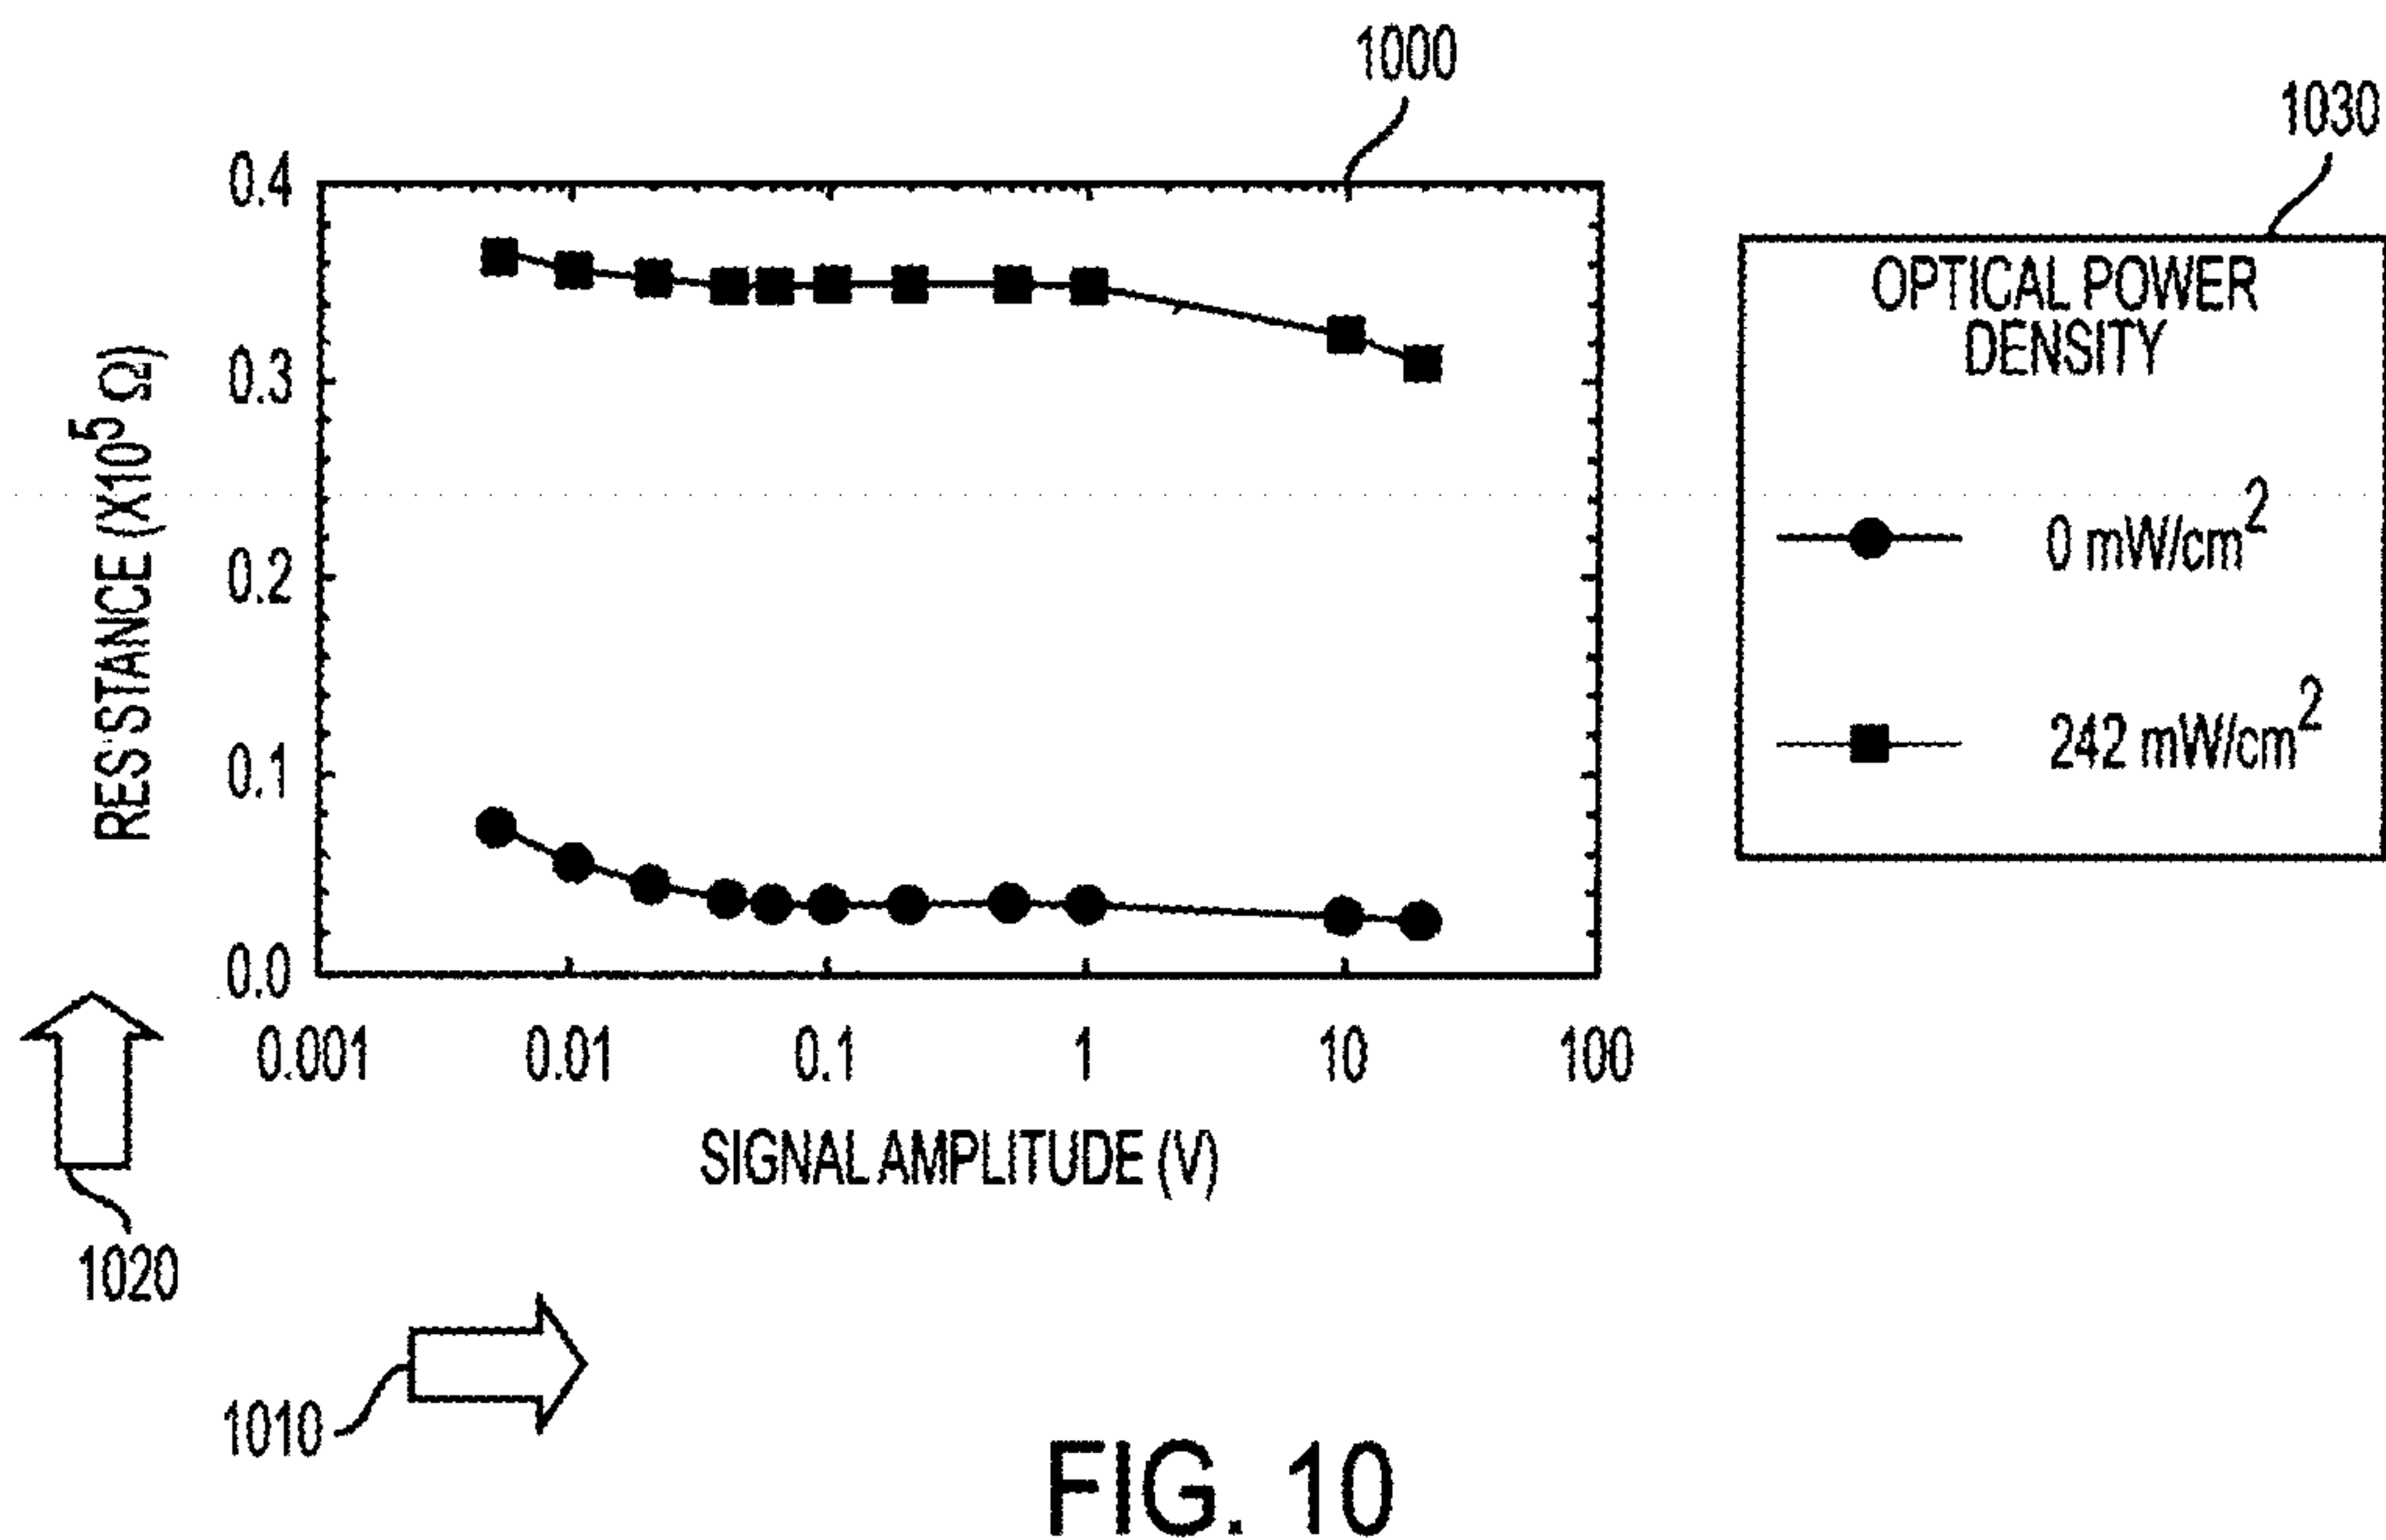 1000
1030
0.4
0.3
0.2
0.1
0.0
RESISTANCE (X10⁵ Ω)
0.001 0.01 0.1 1 10 100
SIGNAL AMPLITUDE (V)
OPTICAL POWER
DENSITY
0 mW/cm²
242 mW/cm²
1020
1010
FIG. 10